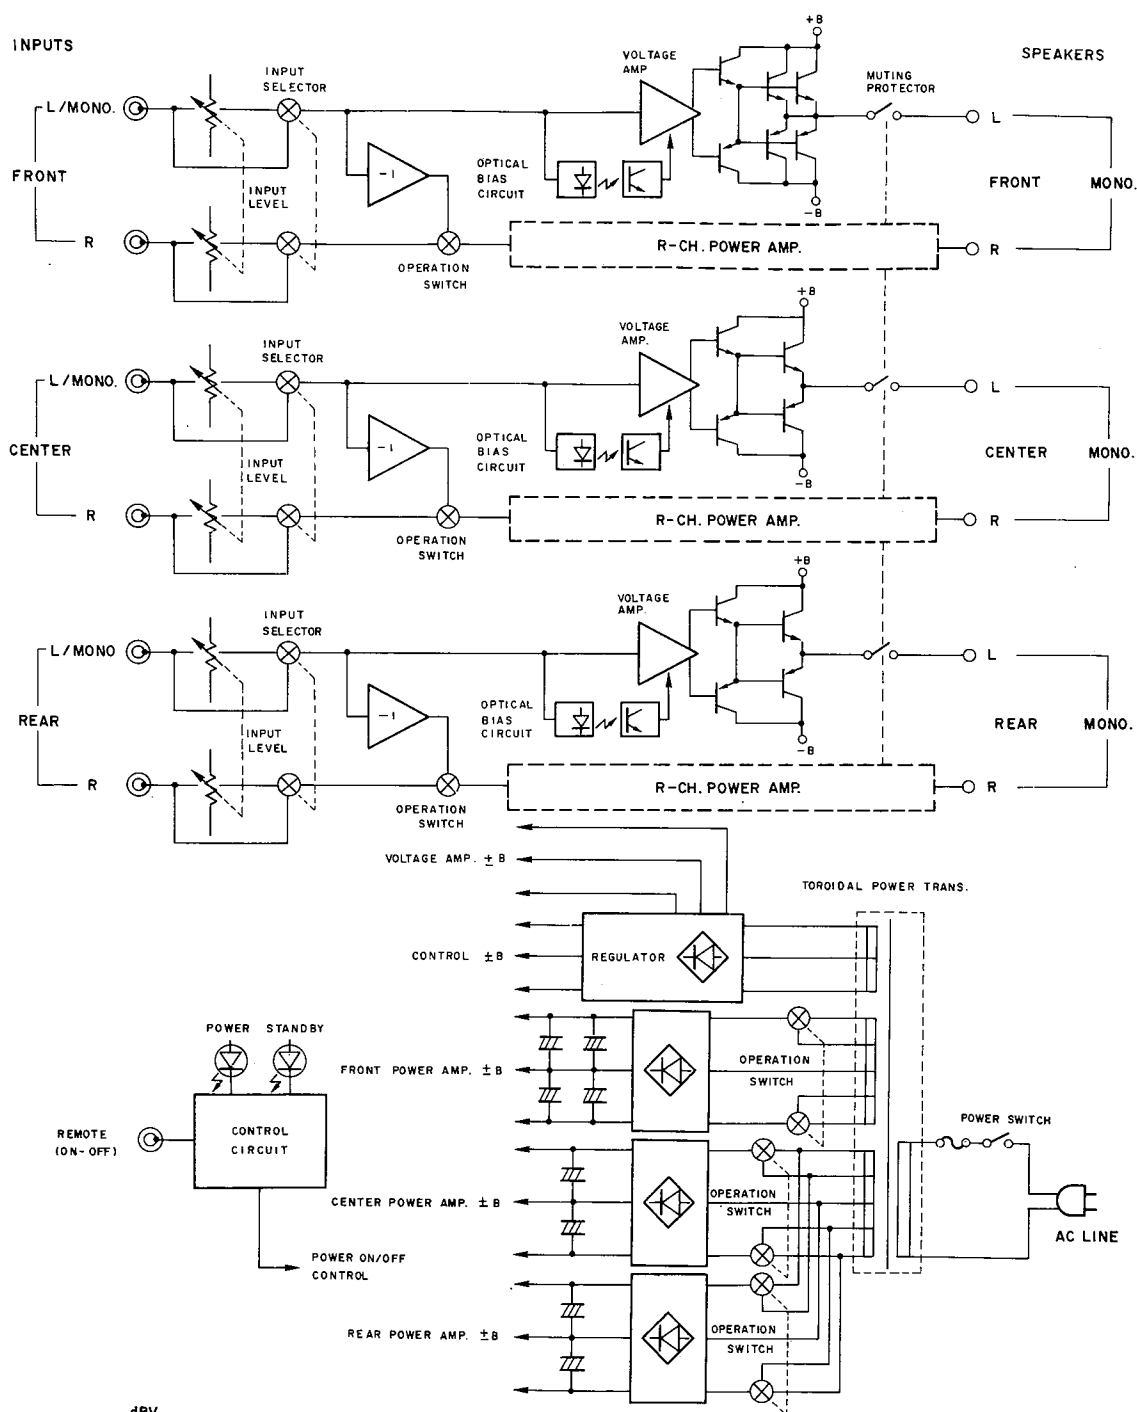 INPUTS
SPEAKERS
+B
VOLTAGE
AMP
INPUT
SELECTOR
MUTING
PROTECTOR
L/MONO.
L
OPTICAL
BIAS
CIRCUIT
-1
FRONT
INPUT
LEVEL
FRONT
MONO.
-B
R
R-CH. POWER AMP.
R
OPERATION
SWITCH
+B
VOLTAGE
AMP.
INPUT
SELECTOR
L/MONO.
L
OPTICAL
BIAS
CIRCUIT
-1
CENTER
INPUT
LEVEL
CENTER
MONO.
-B
R
R-CH. POWER AMP.
R
OPERATION
SWITCH
+B
VOLTAGE
AMP.
INPUT
SELECTOR
L/MONO
L
OPTICAL
BIAS
CIRCUIT
-1
REAR
INPUT
LEVEL
REAR
MONO.
-B
R
R-CH. POWER AMP.
R
OPERATION
SWITCH
VOLTAGE AMP. ±B
TOROIDAL POWER TRANS.
CONTROL ±B
REGULATOR
POWER STANDBY
FRONT POWER AMP. ±B
OPERATION
SWITCH
REMOTE
(ON-OFF)
CONTROL
CIRCUIT
POWER SWITCH
CENTER POWER AMP. ±B
OPERATION
SWITCH
AC LINE
POWER ON/OFF
CONTROL
REAR POWER AMP. ±B
OPERATION
SWITCH